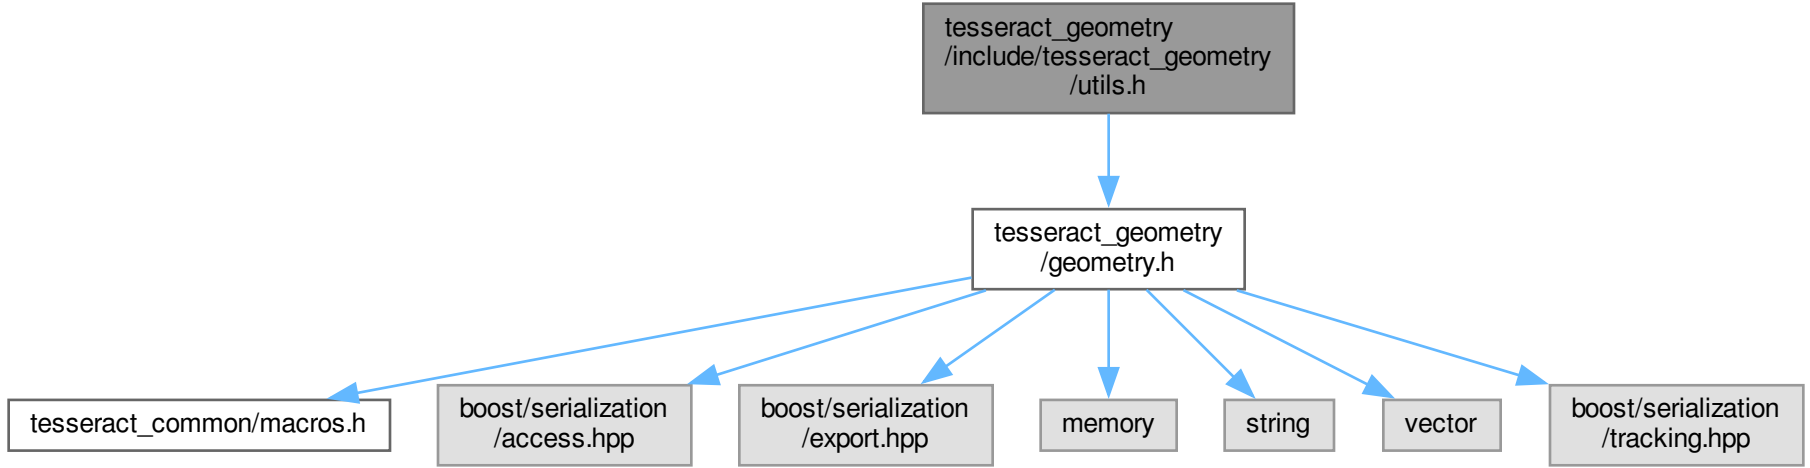 tesseract_geometry
/include/tesseract_geometry
/utils.h
tesseract_geometry
/geometry.h
tesseract_common/macros.h
boost/serialization
/access.hpp
boost/serialization
/export.hpp
memory
string
vector
boost/serialization
/tracking.hpp